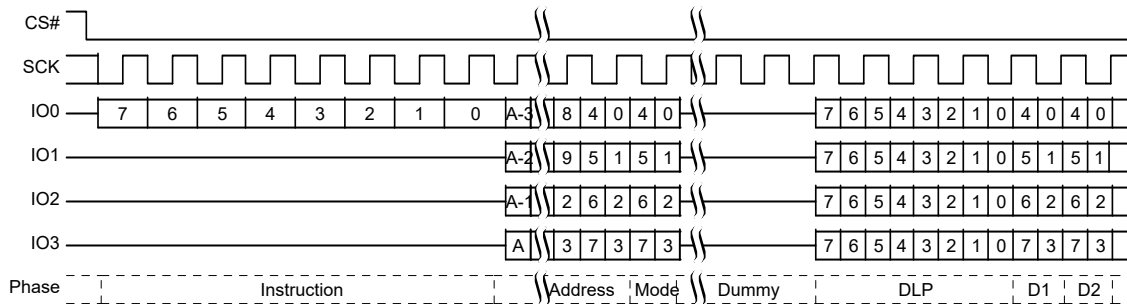 CS#
SCK
IO0 7 6 5 4 3 2 1 0 A-3 8 4 0 4 0 7 6 5 4 3 2 1 0 4 0 4 0
IO1 A-2 9 5 1 5 1 7 6 5 4 3 2 1 0 5 1 5 1
IO2 A-1 2 6 2 6 2 7 6 5 4 3 2 1 0 6 2 6 2
IO3 A 3 7 3 7 3 7 6 5 4 3 2 1 0 7 3 7 3
Phase Instruction Address Mode Dummy DLP D1 D2